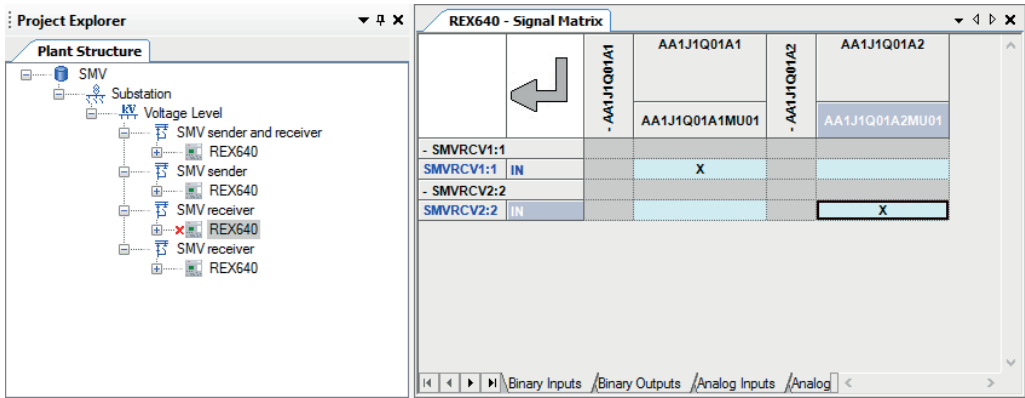 Project Explorer
Plant Structure
SMV
Substation
Voltage Level
SMV sender and receiver
REX640
SMV sender
REX640
SMV receiver
REX640
SMV receiver
REX640
REX640 - Signal Matrix
- AA1J1Q01A1
AA1J1Q01A1
- AA1J1Q01A2
AA1J1Q01A2
AA1J1Q01A1MU01
AA1J1Q01A2MU01
- SMVRCV1:1
SMVRCV1:1 IN X
- SMVRCV2:2
SMVRCV2:2 IN X
Binary Inputs Binary Outputs Analog Inputs Analog